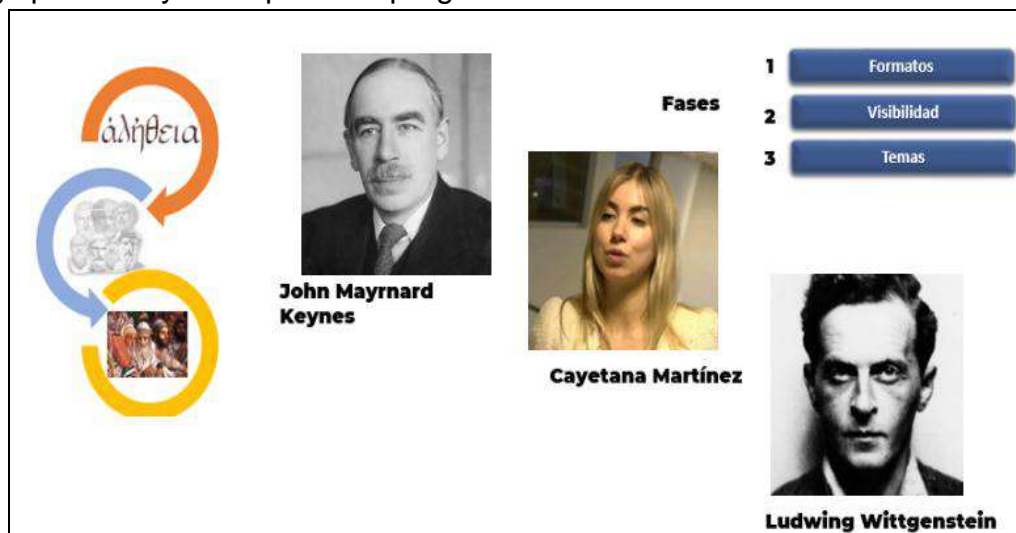 ἀλήθεια
John Mayrnard
Keynes
Fases
1 Formatos
2 Visibilidad
3 Temas
Cayetana Martínez
Ludwing Wittgenstein